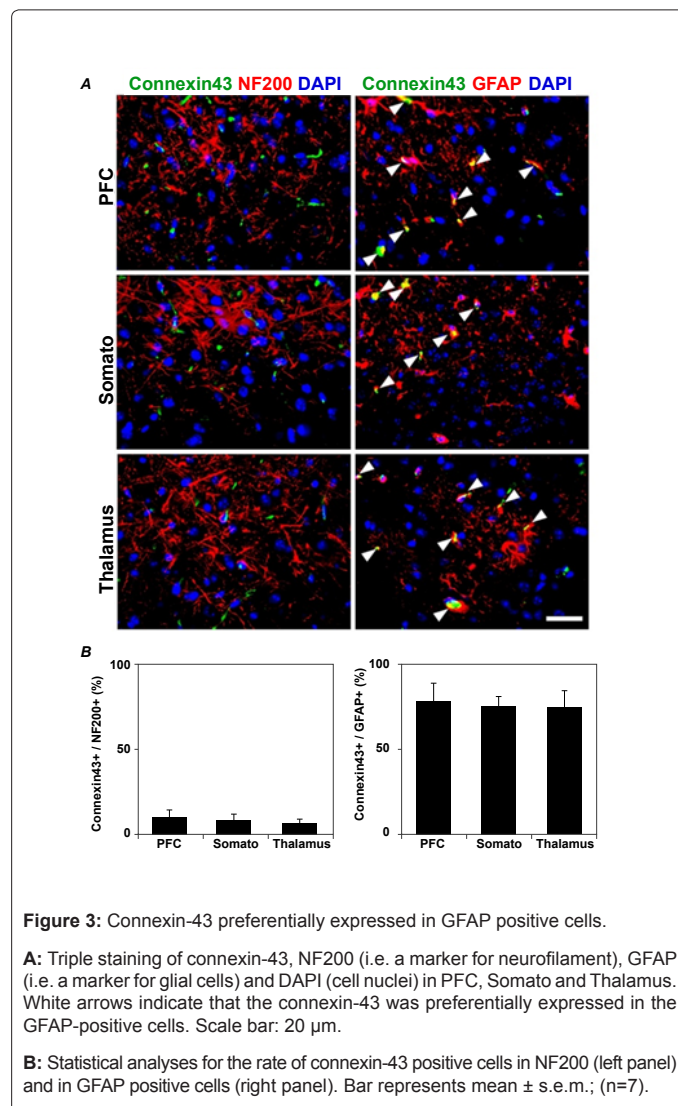 A
Connexin43 NF200 DAPI
Connexin43 GFAP DAPI
PFC
Somato
Thalamus
B
Connexin43+ / NF200+ (%)
100
50
0
PFC Somato Thalamus
Connexin43+ / GFAP+ (%)
100
50
0
PFC Somato Thalamus
Figure 3: Connexin-43 preferentially expressed in GFAP positive cells.
A: Triple staining of connexin-43, NF200 (i.e. a marker for neurofilament), GFAP
(i.e. a marker for glial cells) and DAPI (cell nuclei) in PFC, Somato and Thalamus.
White arrows indicate that the connexin-43 was preferentially expressed in the
GFAP-positive cells. Scale bar: 20 μm.
B: Statistical analyses for the rate of connexin-43 positive cells in NF200 (left panel)
and in GFAP positive cells (right panel). Bar represents mean ± s.e.m.; (n=7).